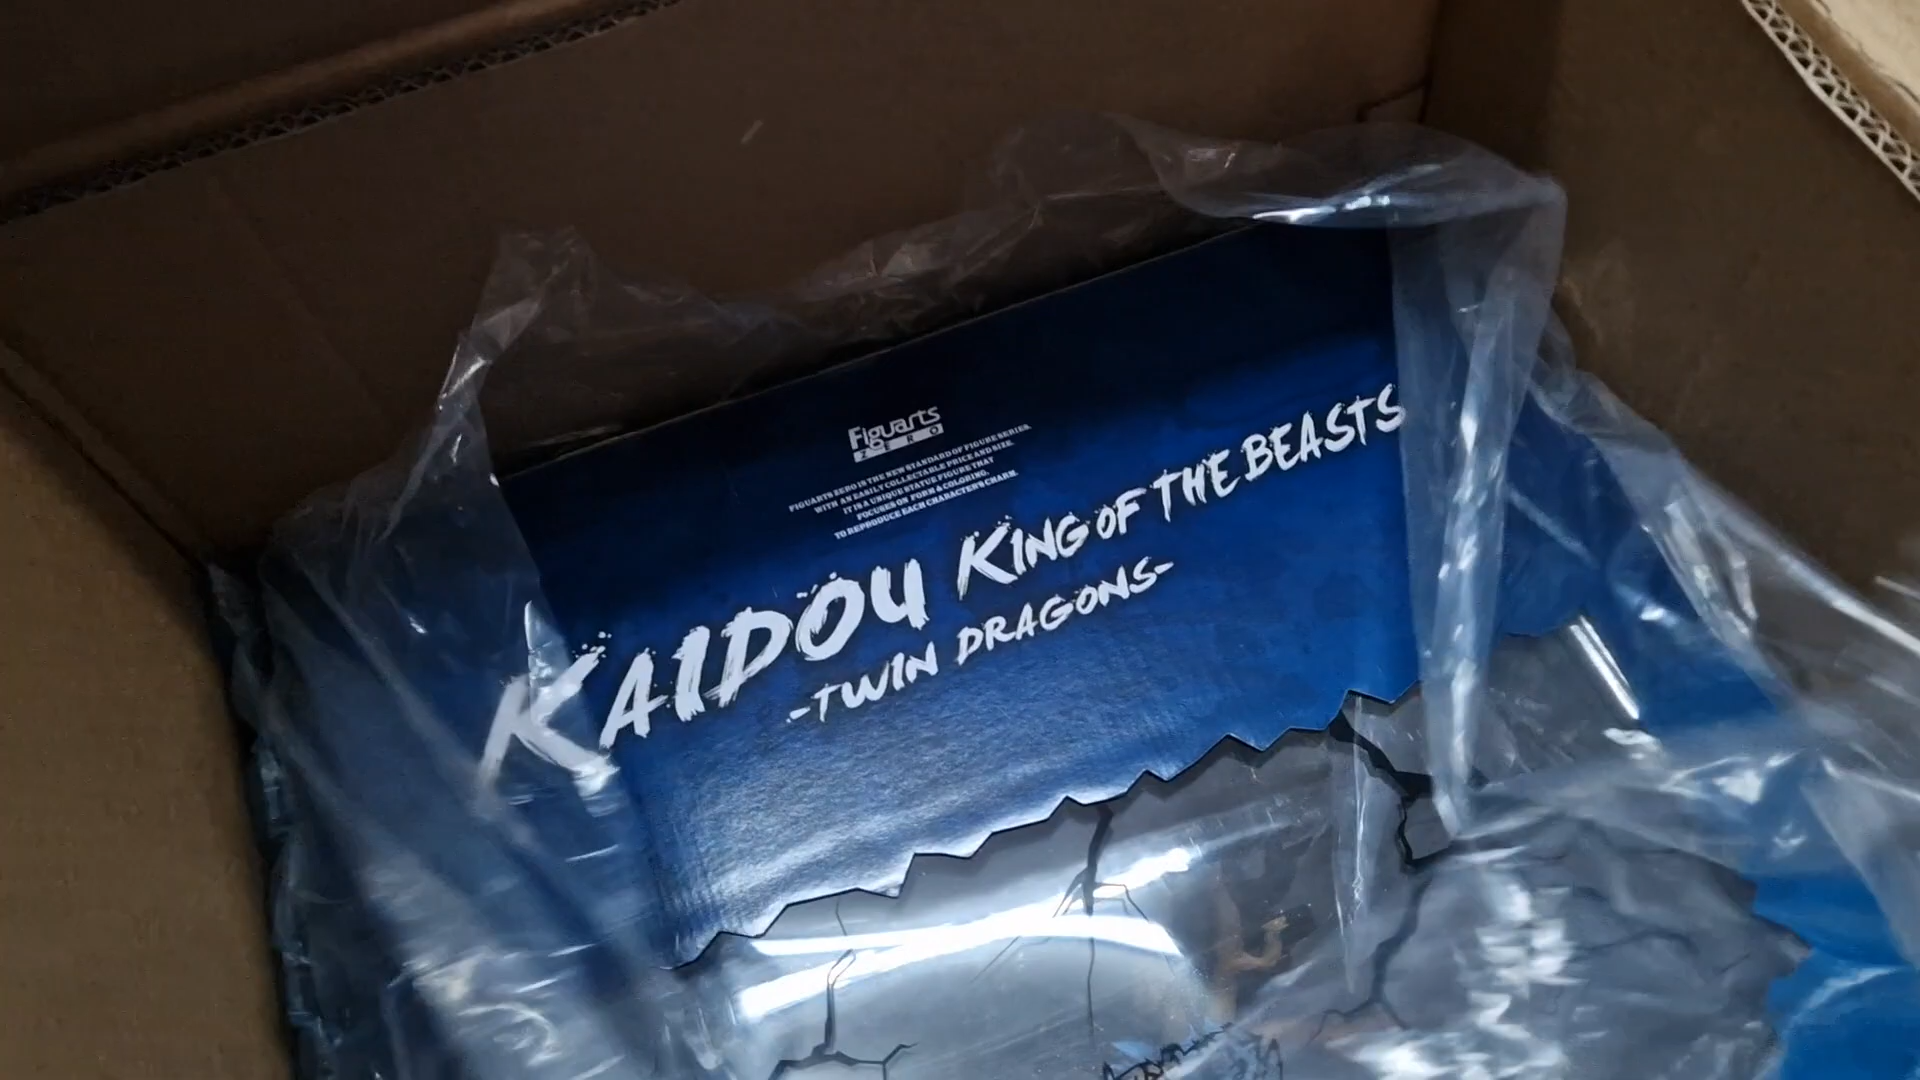 Figuarts
ZERO
FIGUARTS ZERO IS THE NEW STANDARD OF FIGURE SERIES,
WITH AN EASILY COLLECTABLE PRICE AND SIZE.
IT IS A UNIQUE STATUE FIGURE THAT
FOCUSES ON FORM & COLORING,
TO REPRODUCE EACH CHARACTER'S CHARM.
KAIDOU KING OF THE BEASTS
-TWIN DRAGONS-